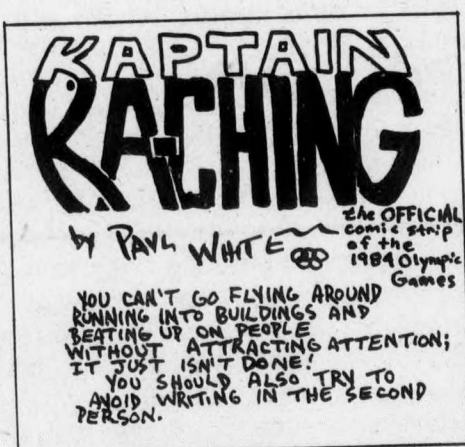 KAPTAIN
KA-CHING
by PAUL WHITE
the OFFICIAL
comic strip
of the
1984 Olympic
Games
YOU CAN'T GO FLYING AROUND
RUNNING INTO BUILDINGS AND
BEATING UP ON PEOPLE
WITHOUT ATTRACTING ATTENTION;
IT JUST ISN'T DONE!
YOU SHOULD ALSO TRY TO
AVOID WRITING IN THE SECOND
PERSON.